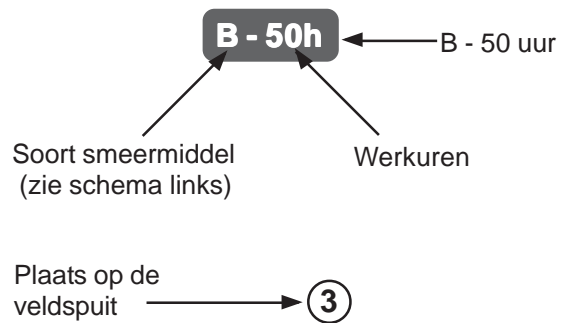 B - 50h
B - 50 uur
Soort smeermiddel
(zie schema links)
Werkuren
Plaats op de
veldspuit
3